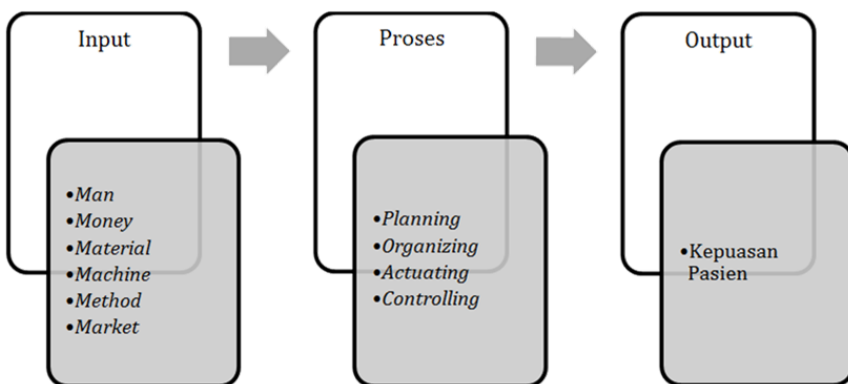 Input
•Man
•Money
•Material
•Machine
•Method
•Market
Proses
•Planning
•Organizing
•Actuating
•Controlling
Output
•Kepuasan
Pasien